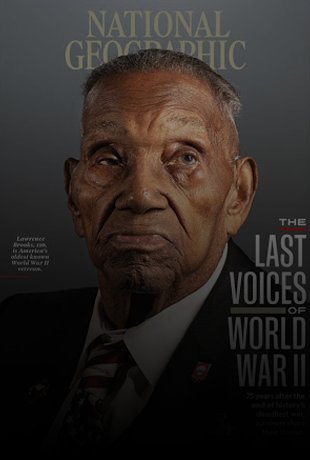 NATIONAL
GEOGRAPHIC
Lawrence
Brooks, 110,
is America's
oldest known
World War II
veteran.
THE
LAST
VOICES
OF
WORLD
WAR II
75 years after the
end of history's
deadliest war,